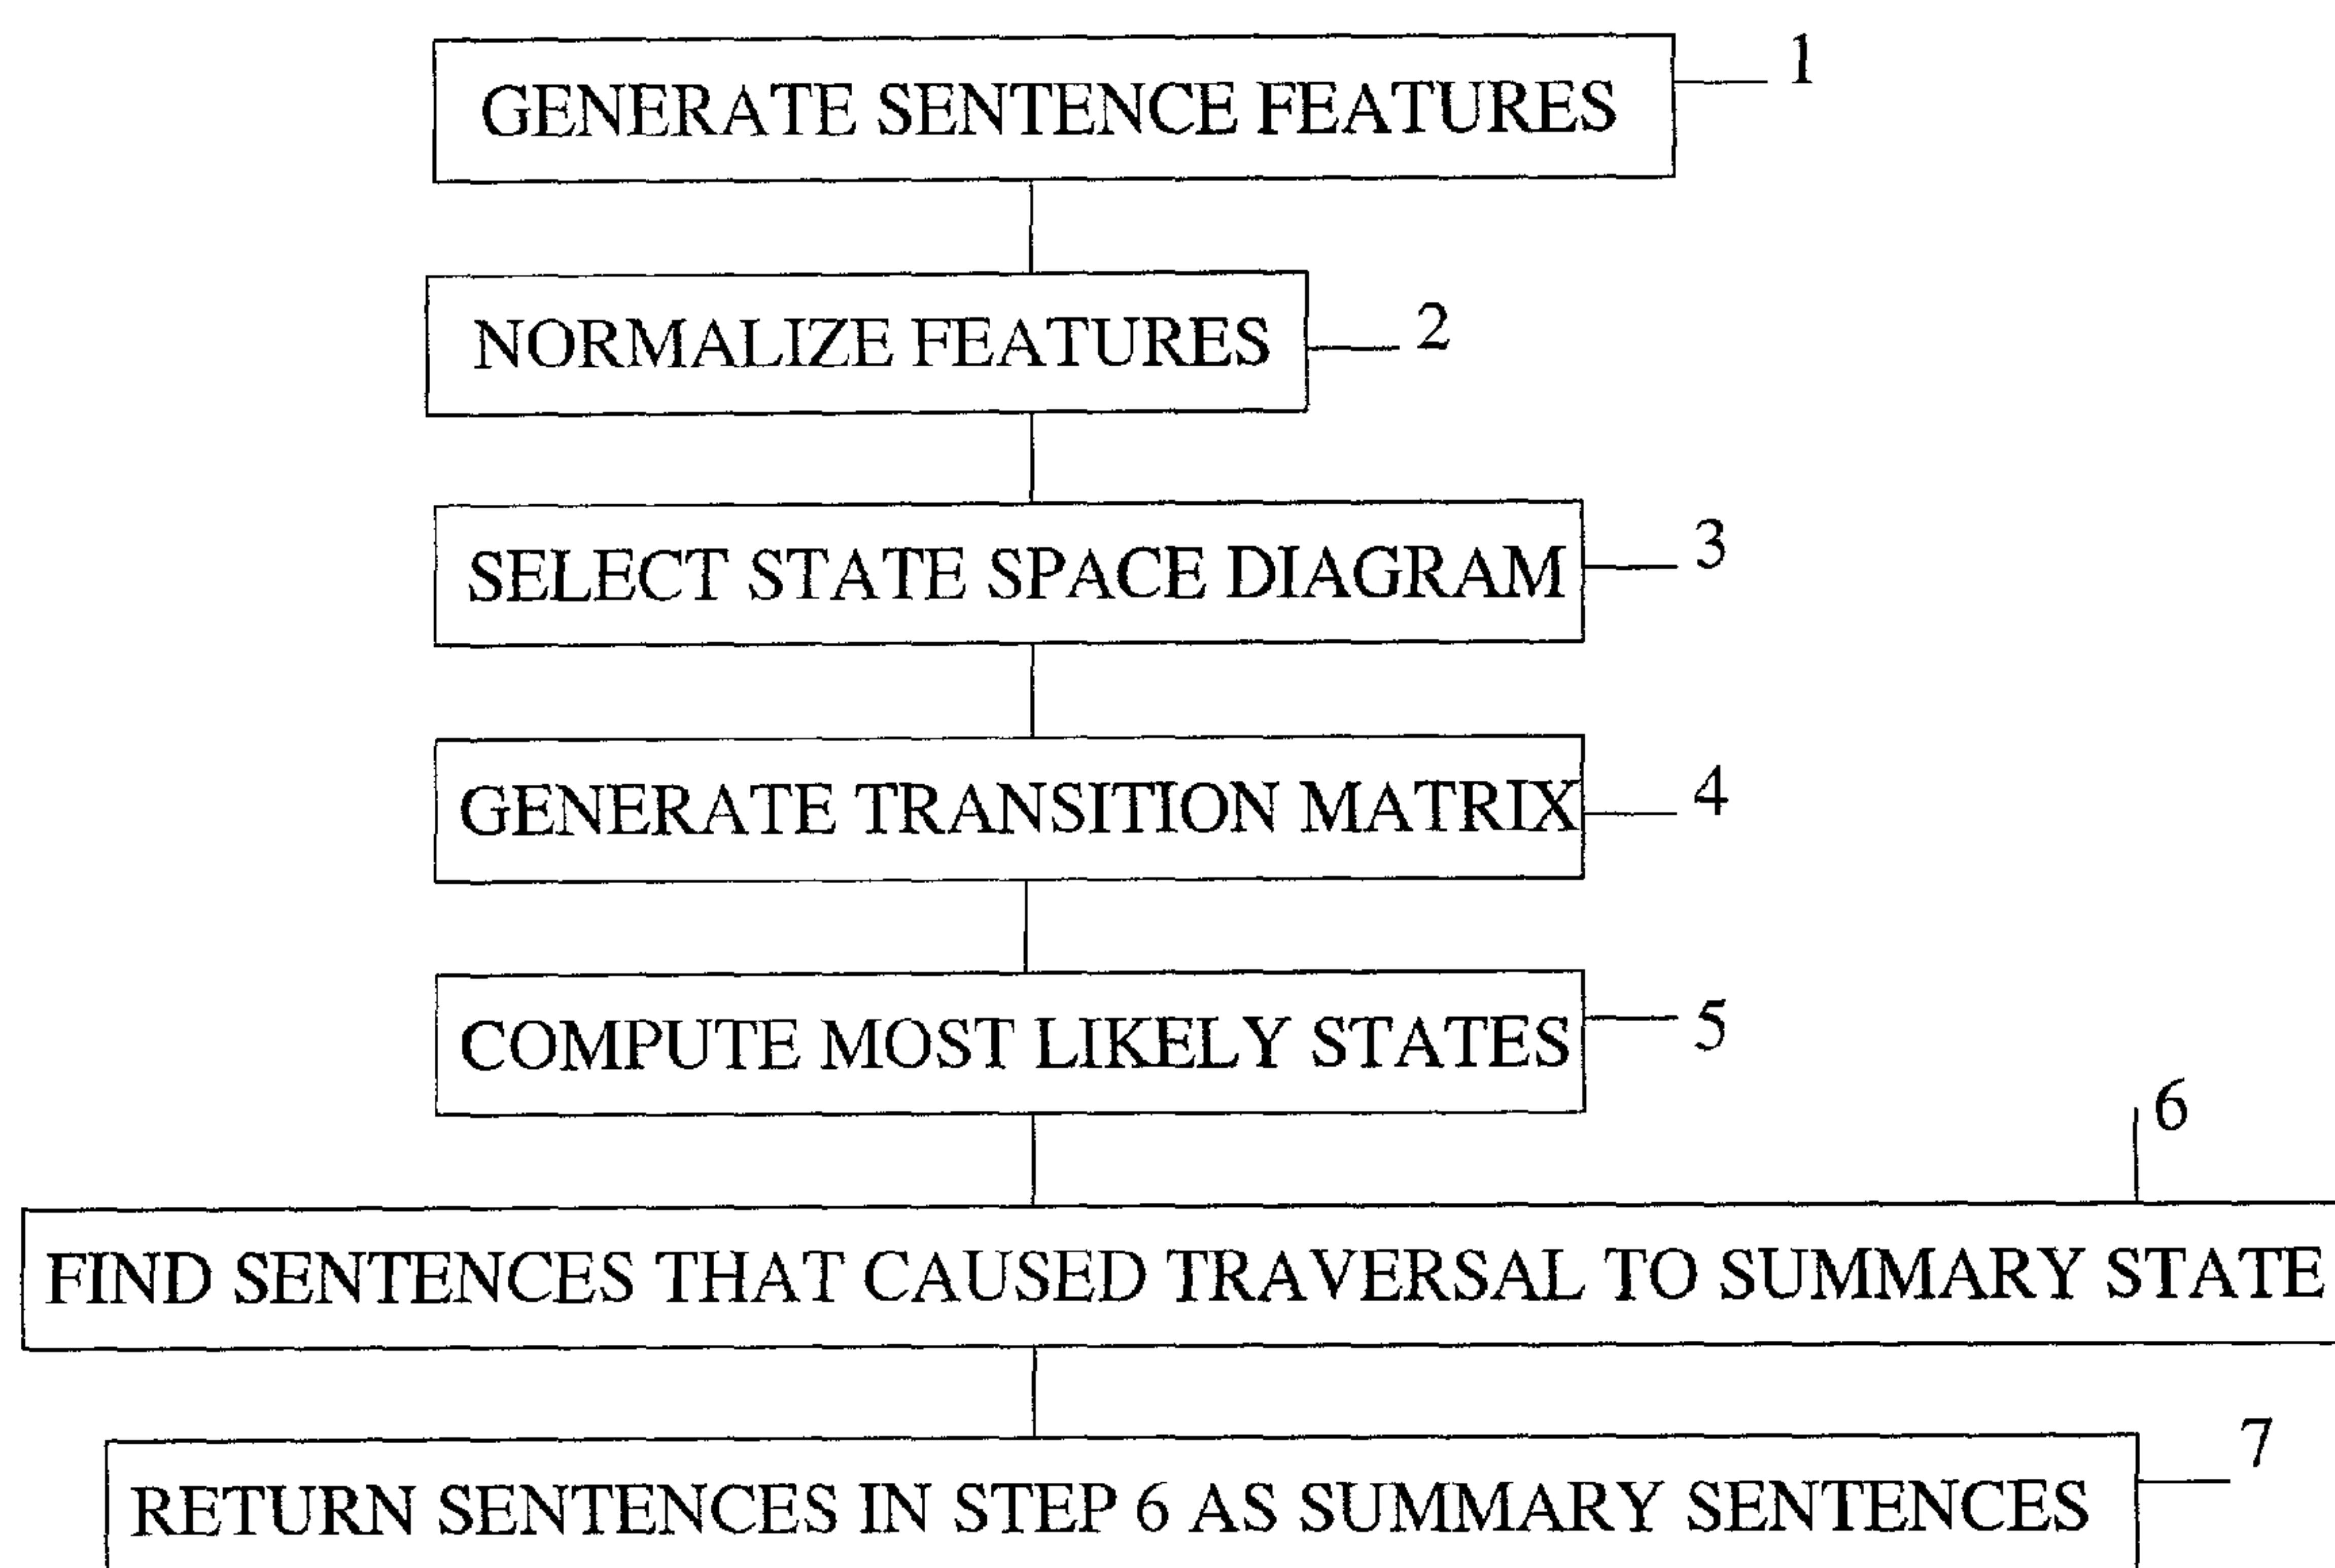 GENERATE SENTENCE FEATURES 1
NORMALIZE FEATURES 2
SELECT STATE SPACE DIAGRAM 3
GENERATE TRANSITION MATRIX 4
COMPUTE MOST LIKELY STATES 5
6
FIND SENTENCES THAT CAUSED TRAVERSAL TO SUMMARY STATE
7
RETURN SENTENCES IN STEP 6 AS SUMMARY SENTENCES